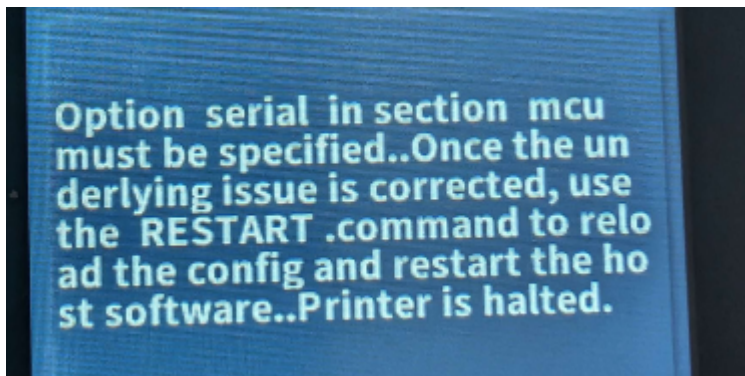 Option serial in section mcu
must be specified..Once the un
derlying issue is corrected, use
the RESTART .command to relo
ad the config and restart the ho
st software..Printer is halted.